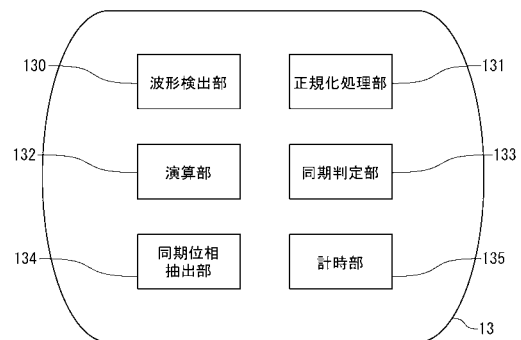 130
波形検出部
正規化処理部
131
132
演算部
同期判定部
133
134
同期位相
抽出部
計時部
135
13